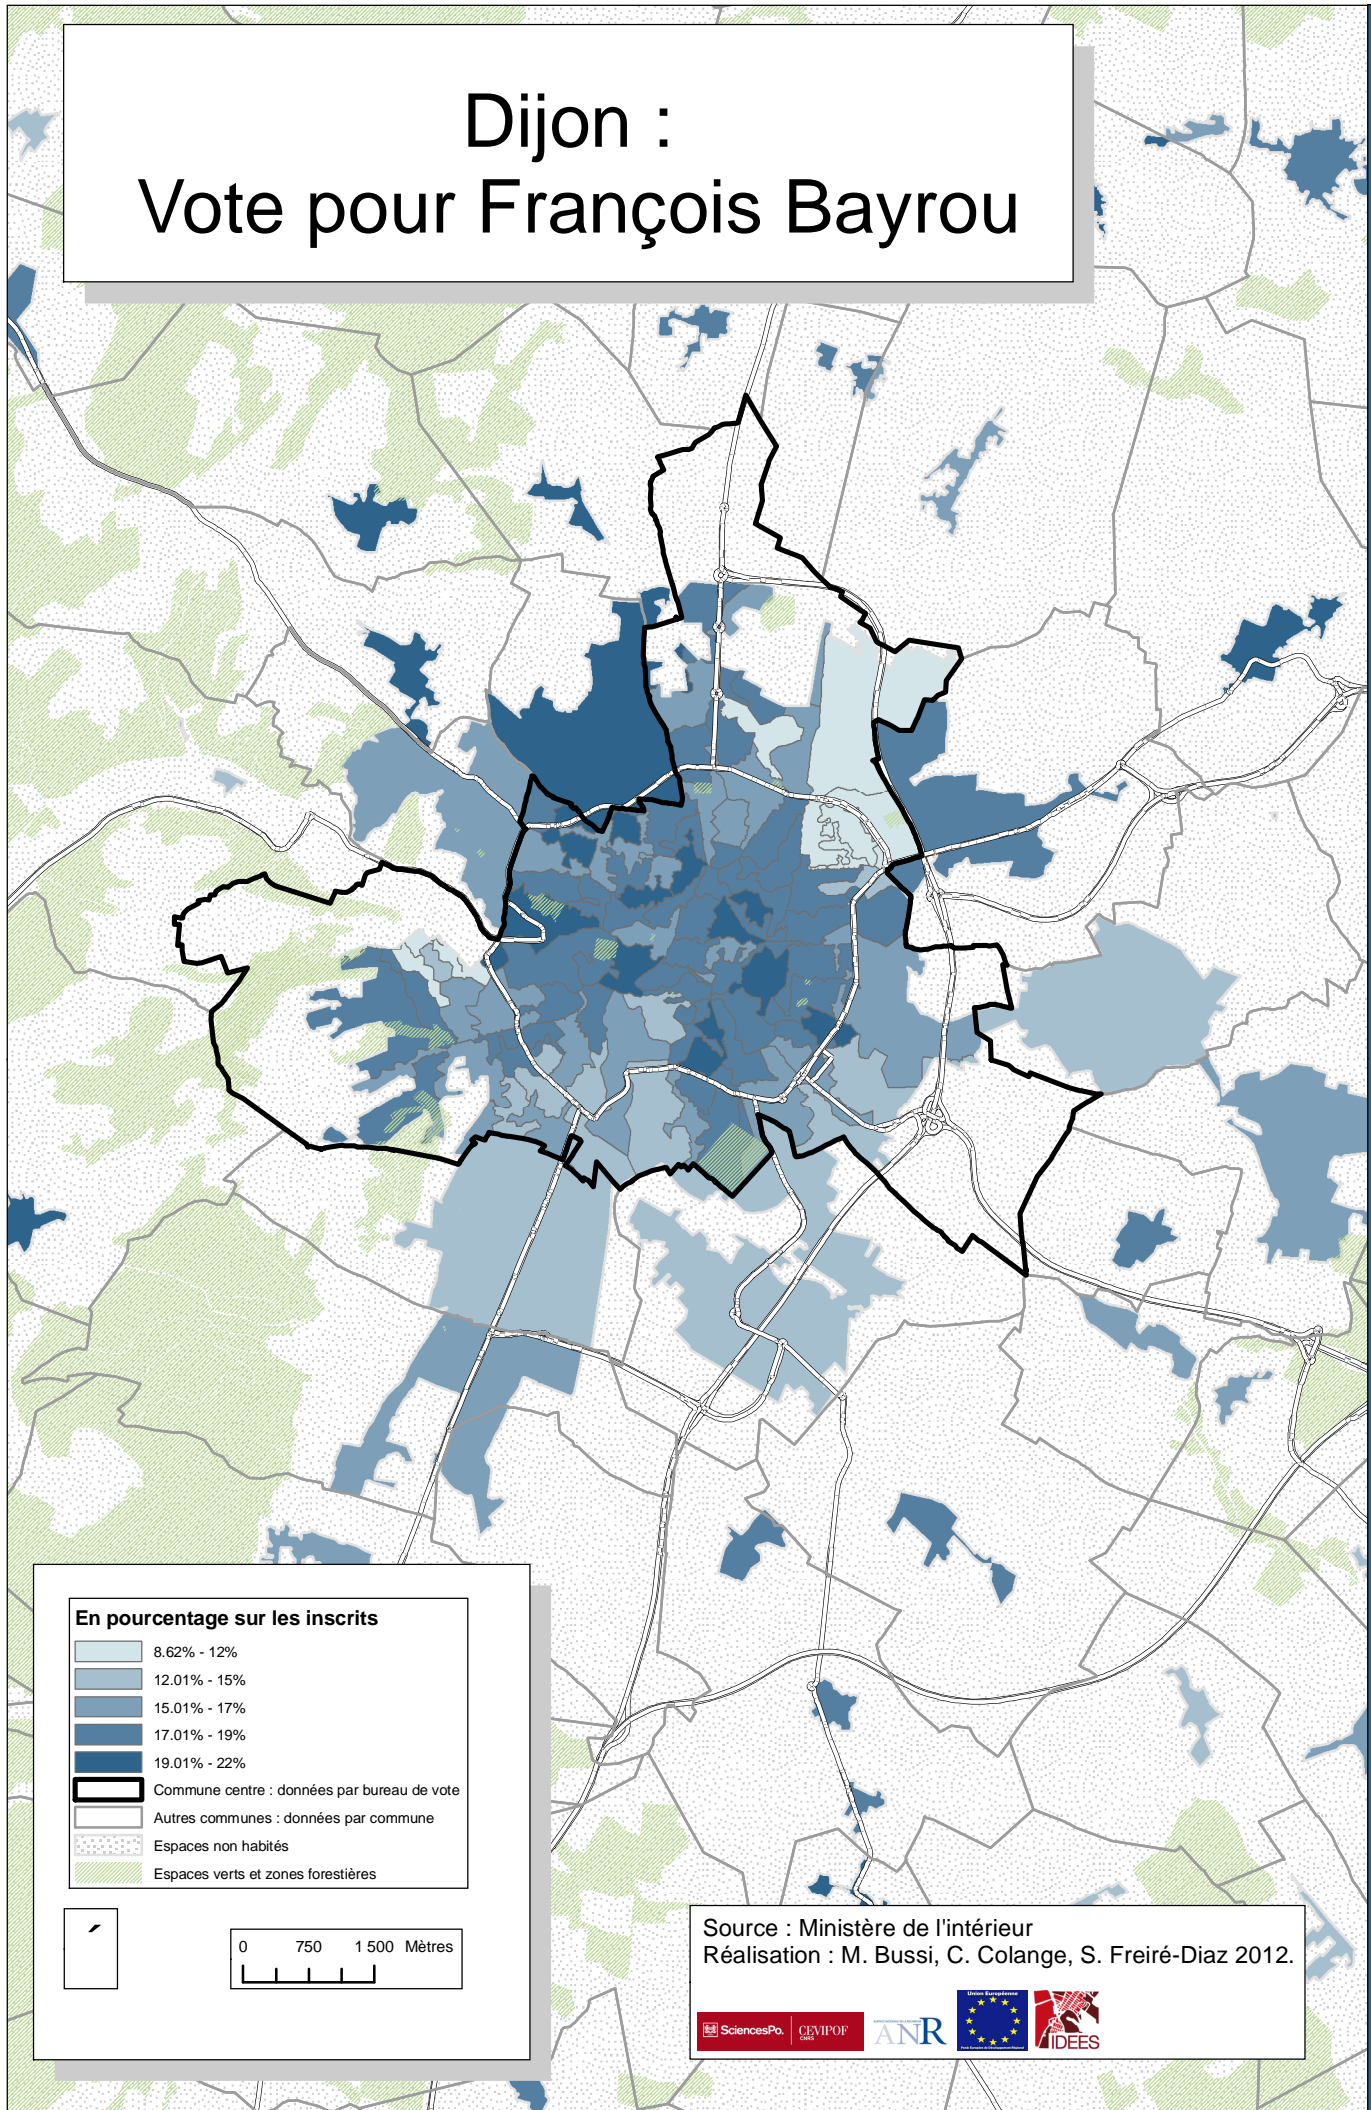 Dijon :
Vote pour François Bayrou
En pourcentage sur les inscrits
8.62% - 12%
12.01% - 15%
15.01% - 17%
17.01% - 19%
19.01% - 22%
Commune centre : données par bureau de vote
Autres communes : données par commune
Espaces non habités
Espaces verts et zones forestières
0 750 1 500 Mètres
Source : Ministère de l'intérieur
Réalisation : M. Bussi, C. Colange, S. Freiré-Diaz 2012.
SciencesPo. CEVIPOF
CNRS
ANR
Union Européenne
IDEES